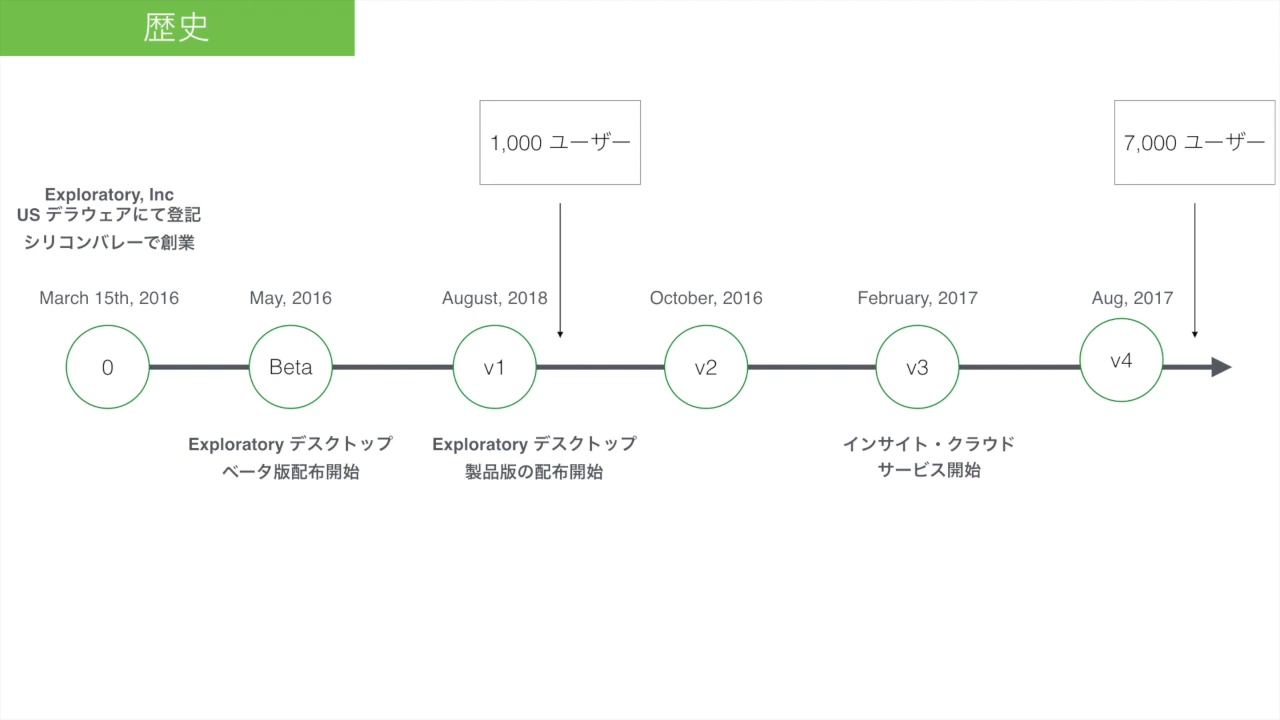 歴史
1,000 ユーザー
7,000 ユーザー
Exploratory, Inc
US デラウェアにて登記
シリコンバレーで創業
March 15th, 2016
May, 2016
August, 2018
October, 2016
February, 2017
Aug, 2017
0
Beta
v1
v2
v3
v4
Exploratory デスクトップ
ベータ版配布開始
Exploratory デスクトップ
製品版の配布開始
インサイト・クラウド
サービス開始